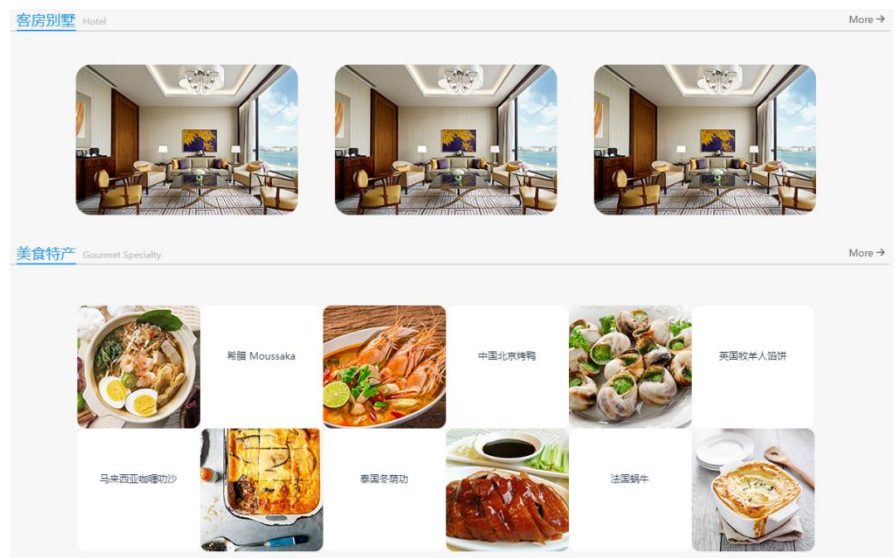 客房别墅 Hotel More →
美食特产 Gourmet Specialty More →
希腊 Moussaka 中国北京烤鸭 英国牧羊人馅饼
马来西亚咖喱叻沙 泰国冬荫功 法国蜗牛